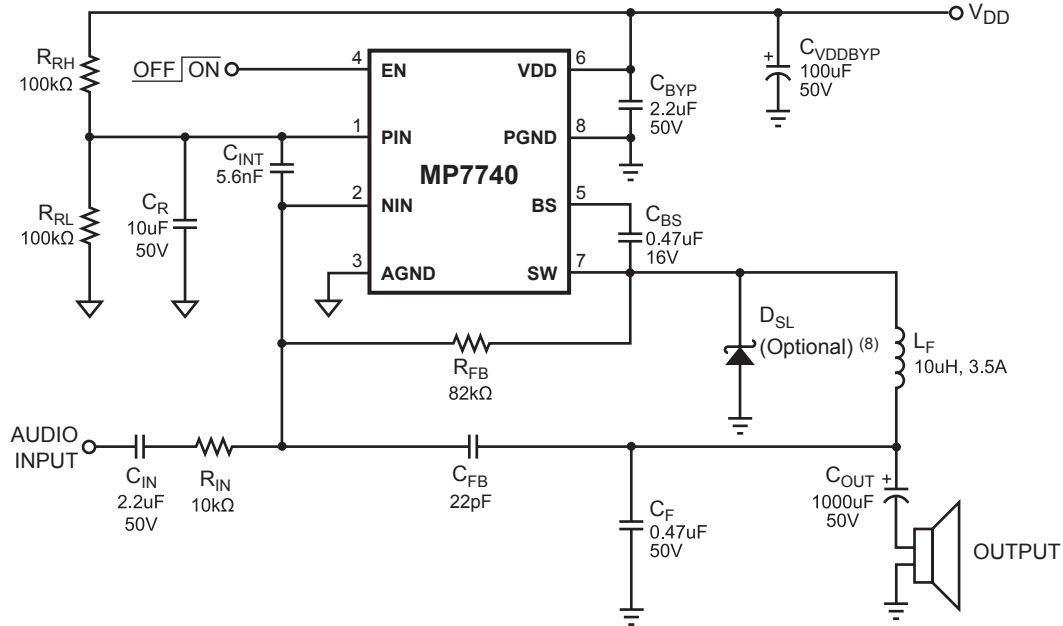 V_DD
R_RH
100kΩ
OFF ON
4 EN
VDD 6
C_BYP
2.2uF
50V
C_VDDBYP
+
100uF
50V
1 PIN
PGND 8
C_INT
5.6nF
MP7740
2 NIN
BS 5
C_BS
0.47uF
16V
R_RL
100kΩ
C_R
10uF
50V
3 AGND
SW 7
D_SL
(Optional) (8)
L_F
10uH, 3.5A
R_FB
82kΩ
AUDIO
INPUT
C_IN
2.2uF
50V
R_IN
10kΩ
C_FB
22pF
C_F
0.47uF
50V
C_OUT
+
1000uF
50V
OUTPUT